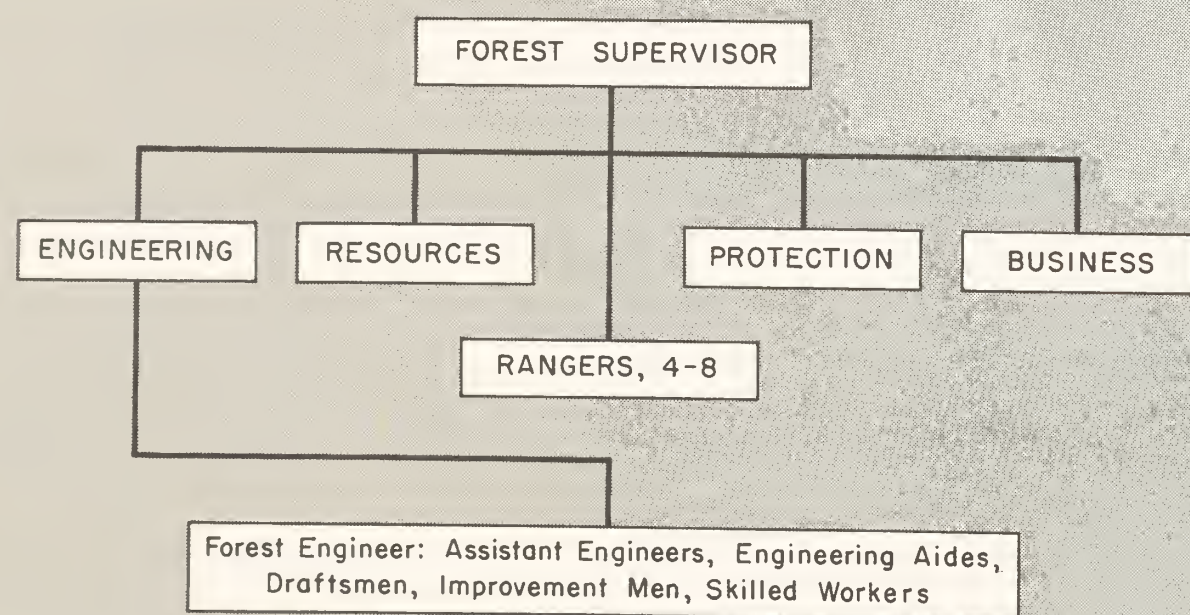 FOREST SUPERVISOR
ENGINEERING
RESOURCES
PROTECTION
BUSINESS
RANGERS, 4-8
Forest Engineer: Assistant Engineers, Engineering Aides,
Draftsmen, Improvement Men, Skilled Workers